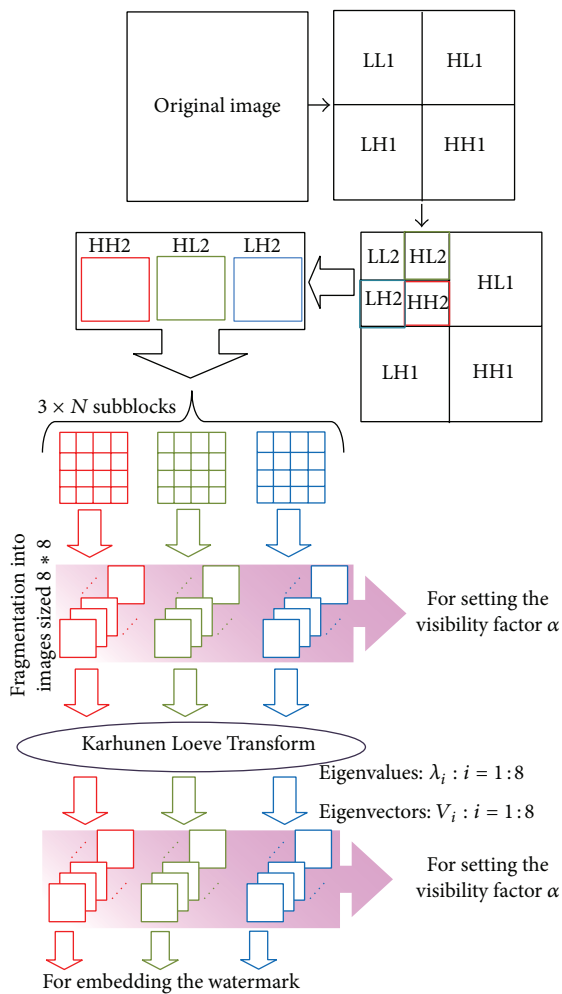 Original image
LL1
HL1
LH1
HH1
HH2
HL2
LH2
LL2
HL2
LH2
HH2
HL1
LH1
HH1
3 × N subblocks
Fragmentation into
images sized 8 * 8
For setting the
visibility factor α
Karhunen Loeve Transform
Eigenvalues: λi : i = 1:8
Eigenvectors: Vi : i = 1:8
For setting the
visibility factor α
For embedding the watermark